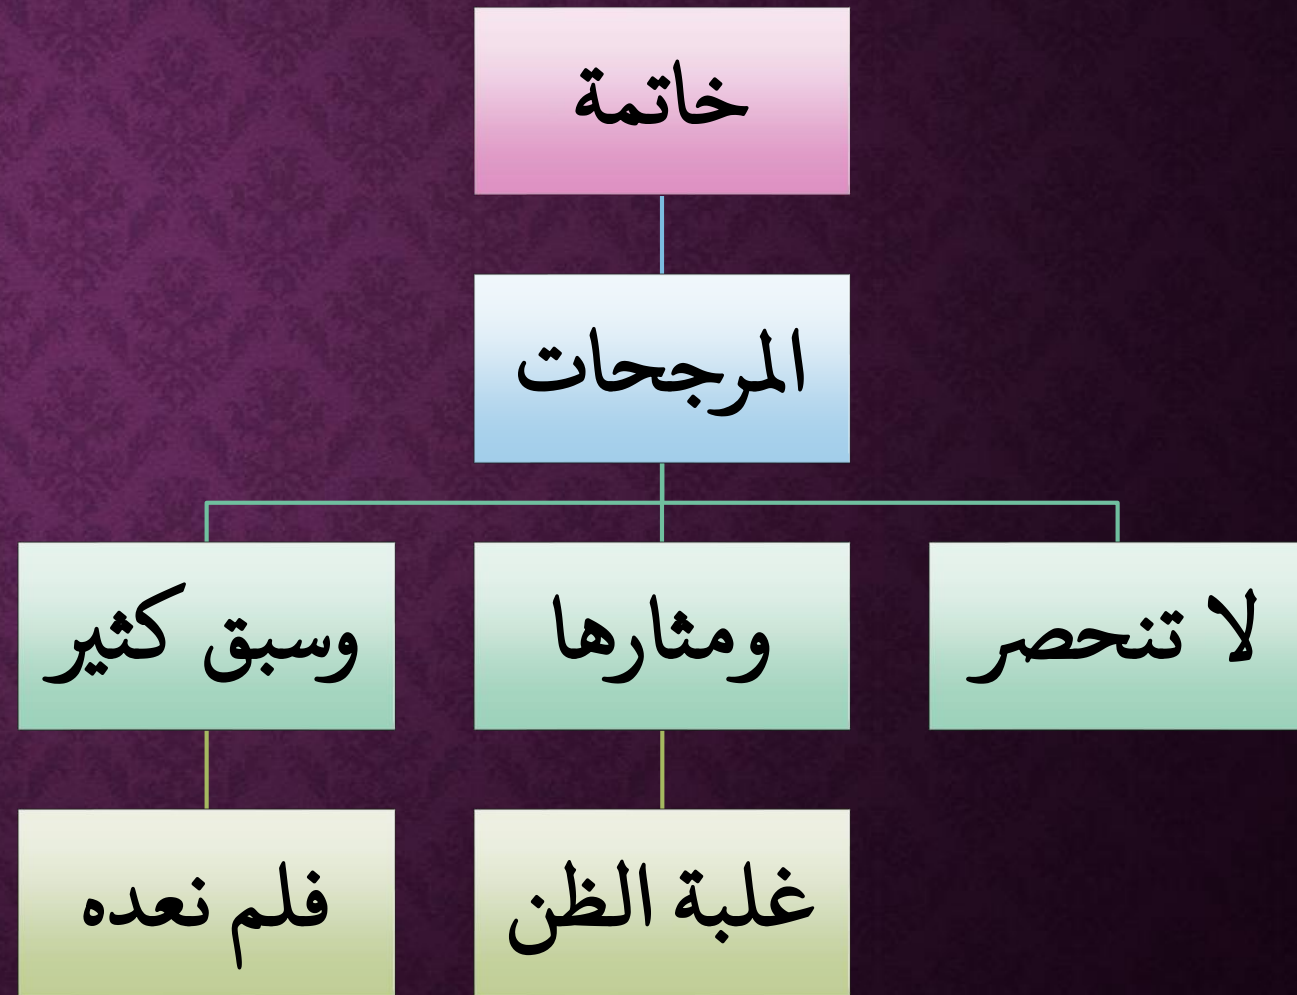 خاتمة
المرجحات
لا تنحصر
ومثارها
غلبة الظن
وسبق كثير
فلم نعده